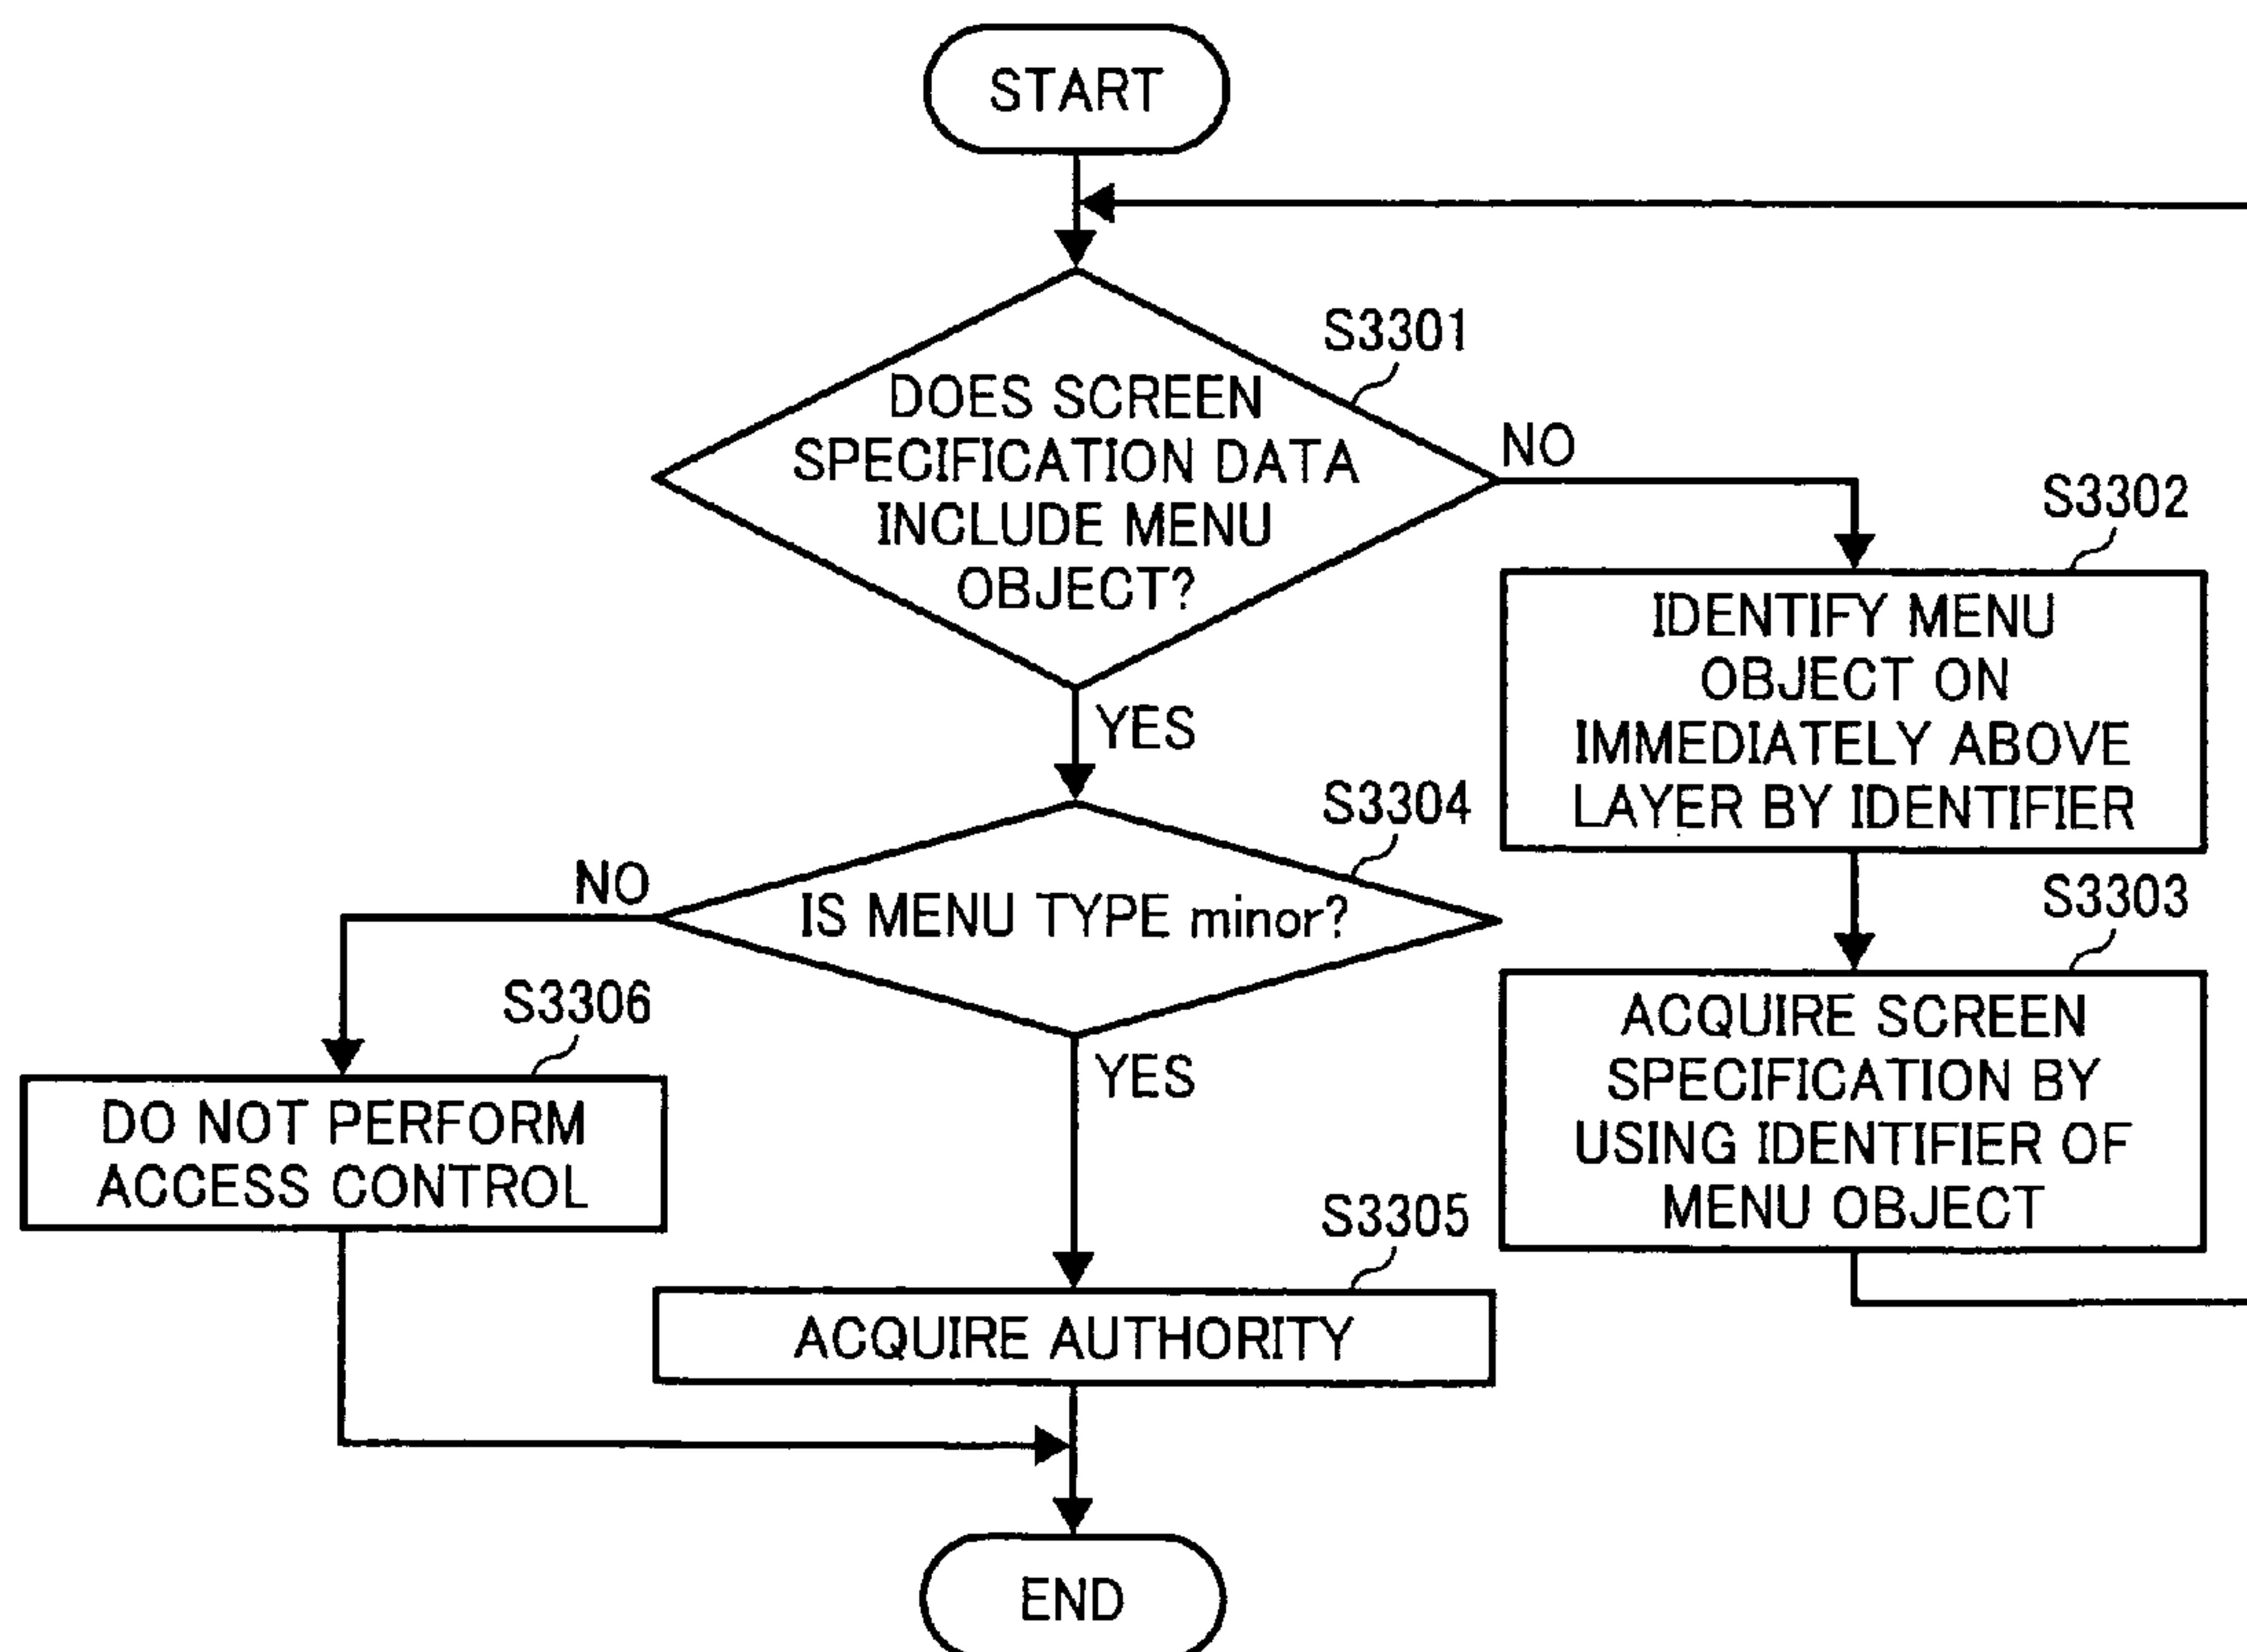 START
S3301
DOES SCREEN
SPECIFICATION DATA
INCLUDE MENU
OBJECT?
NO
S3302
IDENTIFY MENU
OBJECT ON
IMMEDIATELY ABOVE
LAYER BY IDENTIFIER
S3303
ACQUIRE SCREEN
SPECIFICATION BY
USING IDENTIFIER OF
MENU OBJECT
YES
S3304
IS MENU TYPE minor?
NO
S3306
DO NOT PERFORM
ACCESS CONTROL
YES
S3305
ACQUIRE AUTHORITY
END